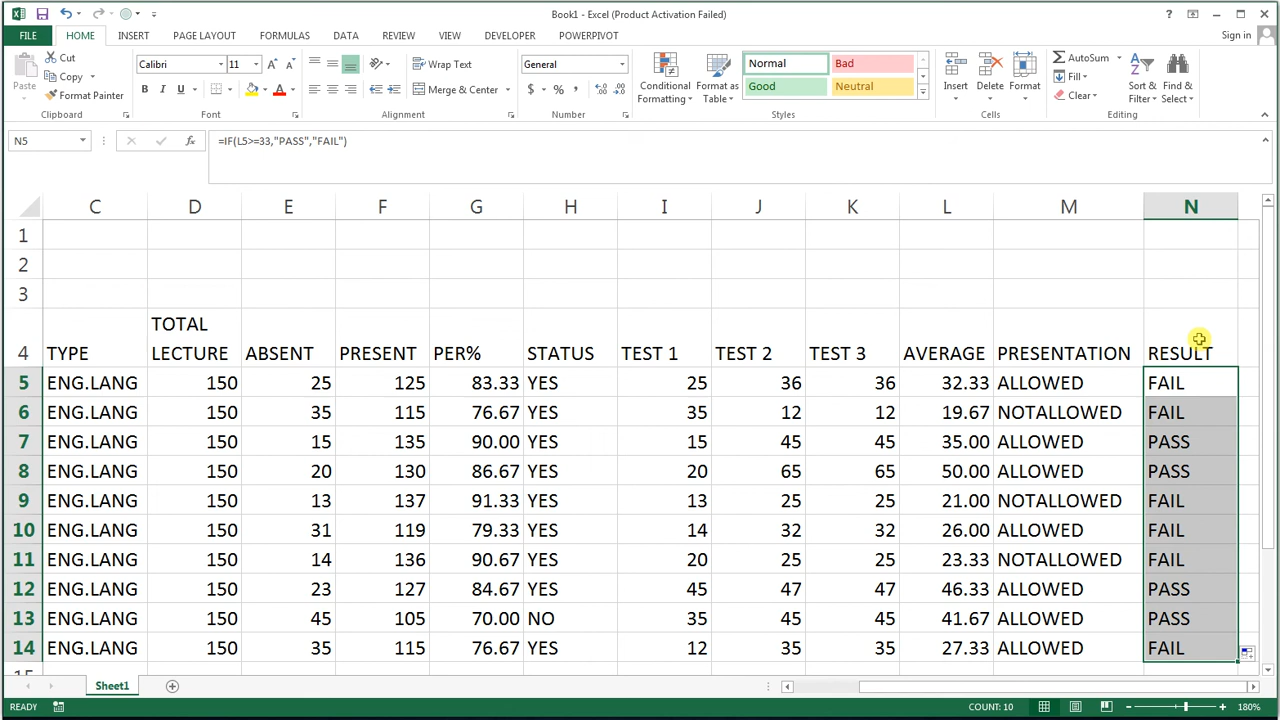 Book1 - Excel (Product Activation Failed)
FILE HOME INSERT PAGE LAYOUT FORMULAS DATA REVIEW VIEW DEVELOPER POWERPIVOT Sign in
Paste
Cut
Copy
Format Painter
Clipboard
Calibri 11
B I U
Font
Wrap Text
Merge & Center
Alignment
General
$ % ,
Number
Conditional Formatting
Format as Table
Normal Bad
Good Neutral
Styles
Insert Delete Format
Cells
AutoSum
Fill
Clear
Sort & Filter
Find & Select
Editing
N5 fx =IF(L5>=33,"PASS","FAIL")
C D E F G H I J K L M N
1
2
3
TOTAL
4 TYPE LECTURE ABSENT PRESENT PER% STATUS TEST 1 TEST 2 TEST 3 AVERAGE PRESENTATION RESULT
5 ENG.LANG 150 25 125 83.33 YES 25 36 36 32.33 ALLOWED FAIL
6 ENG.LANG 150 35 115 76.67 YES 35 12 12 19.67 NOTALLOWED FAIL
7 ENG.LANG 150 15 135 90.00 YES 15 45 45 35.00 ALLOWED PASS
8 ENG.LANG 150 20 130 86.67 YES 20 65 65 50.00 ALLOWED PASS
9 ENG.LANG 150 13 137 91.33 YES 13 25 25 21.00 NOTALLOWED FAIL
10 ENG.LANG 150 31 119 79.33 YES 14 32 32 26.00 ALLOWED FAIL
11 ENG.LANG 150 14 136 90.67 YES 20 25 25 23.33 NOTALLOWED FAIL
12 ENG.LANG 150 23 127 84.67 YES 45 47 47 46.33 ALLOWED PASS
13 ENG.LANG 150 45 105 70.00 NO 35 45 45 41.67 ALLOWED PASS
14 ENG.LANG 150 35 115 76.67 YES 12 35 35 27.33 ALLOWED FAIL
15
Sheet1
READY COUNT: 10 180%